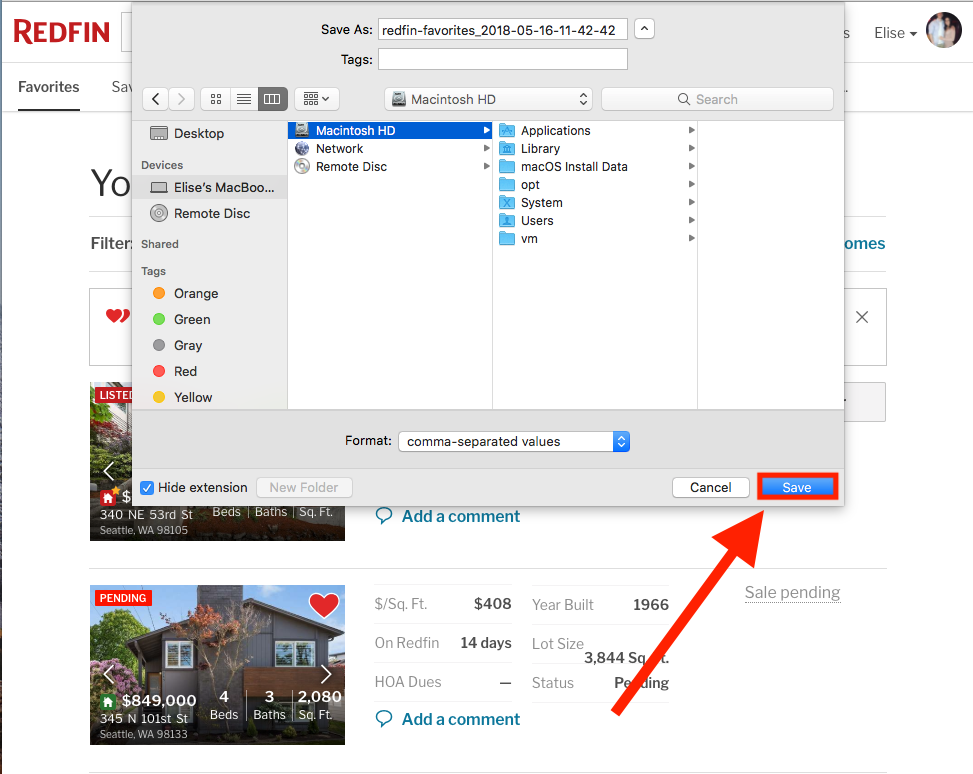 REDFIN
Save As: redfin-favorites_2018-05-16-11-42-42
Tags:
Elise
Favorites
Macintosh HD
Search
Desktop
Devices
Elise's MacBoo...
Remote Disc
Shared
Tags
Orange
Green
Gray
Red
Yellow
Macintosh HD
Network
Remote Disc
Applications
Library
macOS Install Data
opt
System
Users
vm
Yo
Filter:
omes
Format: comma-separated values
Hide extension
New Folder
Cancel
Save
LISTED
$
340 NE 53rd St
Seattle, WA 98105
Beds Baths Sq. Ft.
Add a comment
PENDING
$849,000
345 N 101st St
Seattle, WA 98133
4 Beds
3 Baths
2,080 Sq. Ft.
$/Sq. Ft. $408
On Redfin 14 days
HOA Dues —
Year Built 1966
Lot Size
3,844 Sq. Ft.
Status Pending
Sale pending
Add a comment